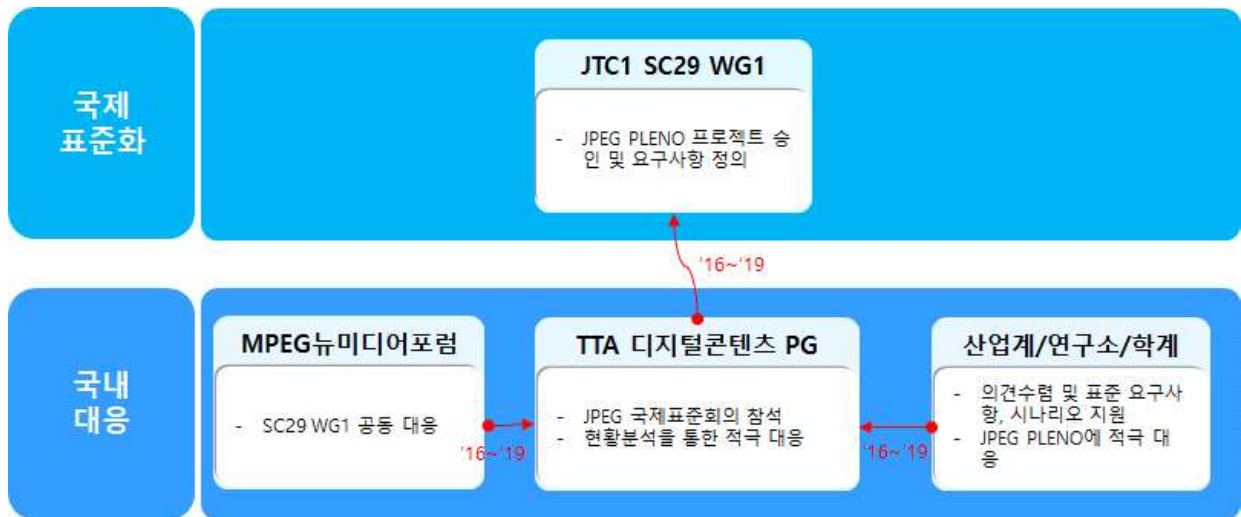 국제
표준화
JTC1 SC29 WG1
- JPEG PLENO 프로젝트 승
인 및 요구사항 정의
'16~'19
국내
대응
MPEG뉴미디어포럼
- SC29 WG1 공동 대응
'16~'19
TTA 디지털콘텐츠 PG
- JPEG 국제표준회의 참석
- 현황분석을 통한 적극 대응
'16~'19
산업계/연구소/학계
- 의견수렴 및 표준 요구사
항, 시나리오 지원
- JPEG PLENO에 적극 대
응